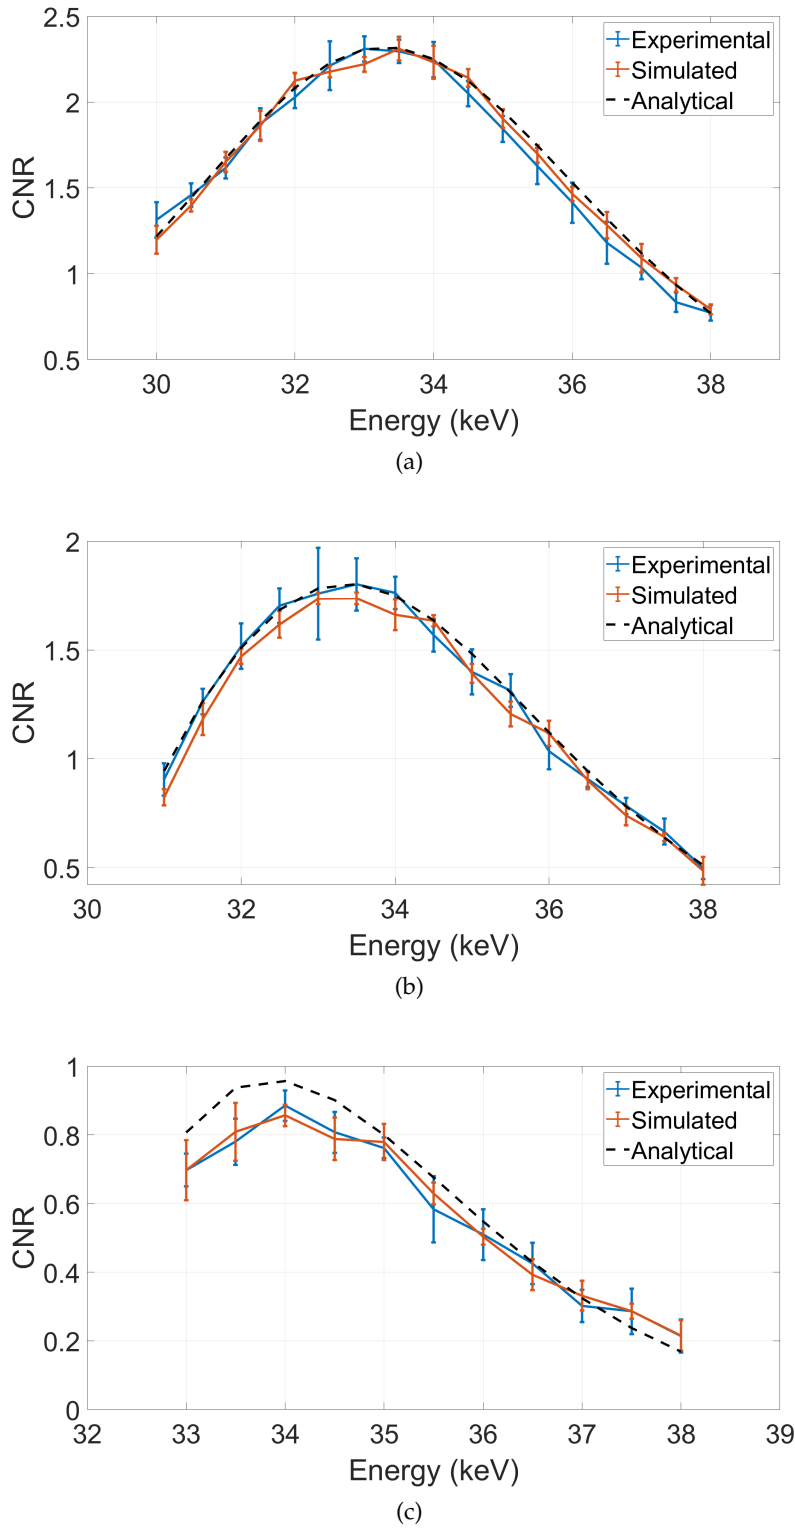 2.5
2
1.5
1
0.5
CNR
Experimental
Simulated
Analytical
30 32 34 36 38
Energy (keV)
(a)
2
1.5
1
0.5
CNR
Experimental
Simulated
Analytical
30 32 34 36 38
Energy (keV)
(b)
1
0.8
0.6
0.4
0.2
0
CNR
Experimental
Simulated
Analytical
32 33 34 35 36 37 38 39
Energy (keV)
(c)